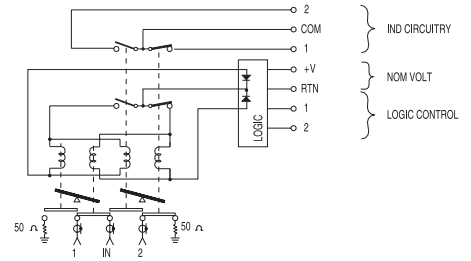 2
COM
IND CIRCUITRY
1
+V
NOM VOLT
RTN
1
LOGIC CONTROL
2
LOGIC
50 Ω
50 Ω
1
IN
2